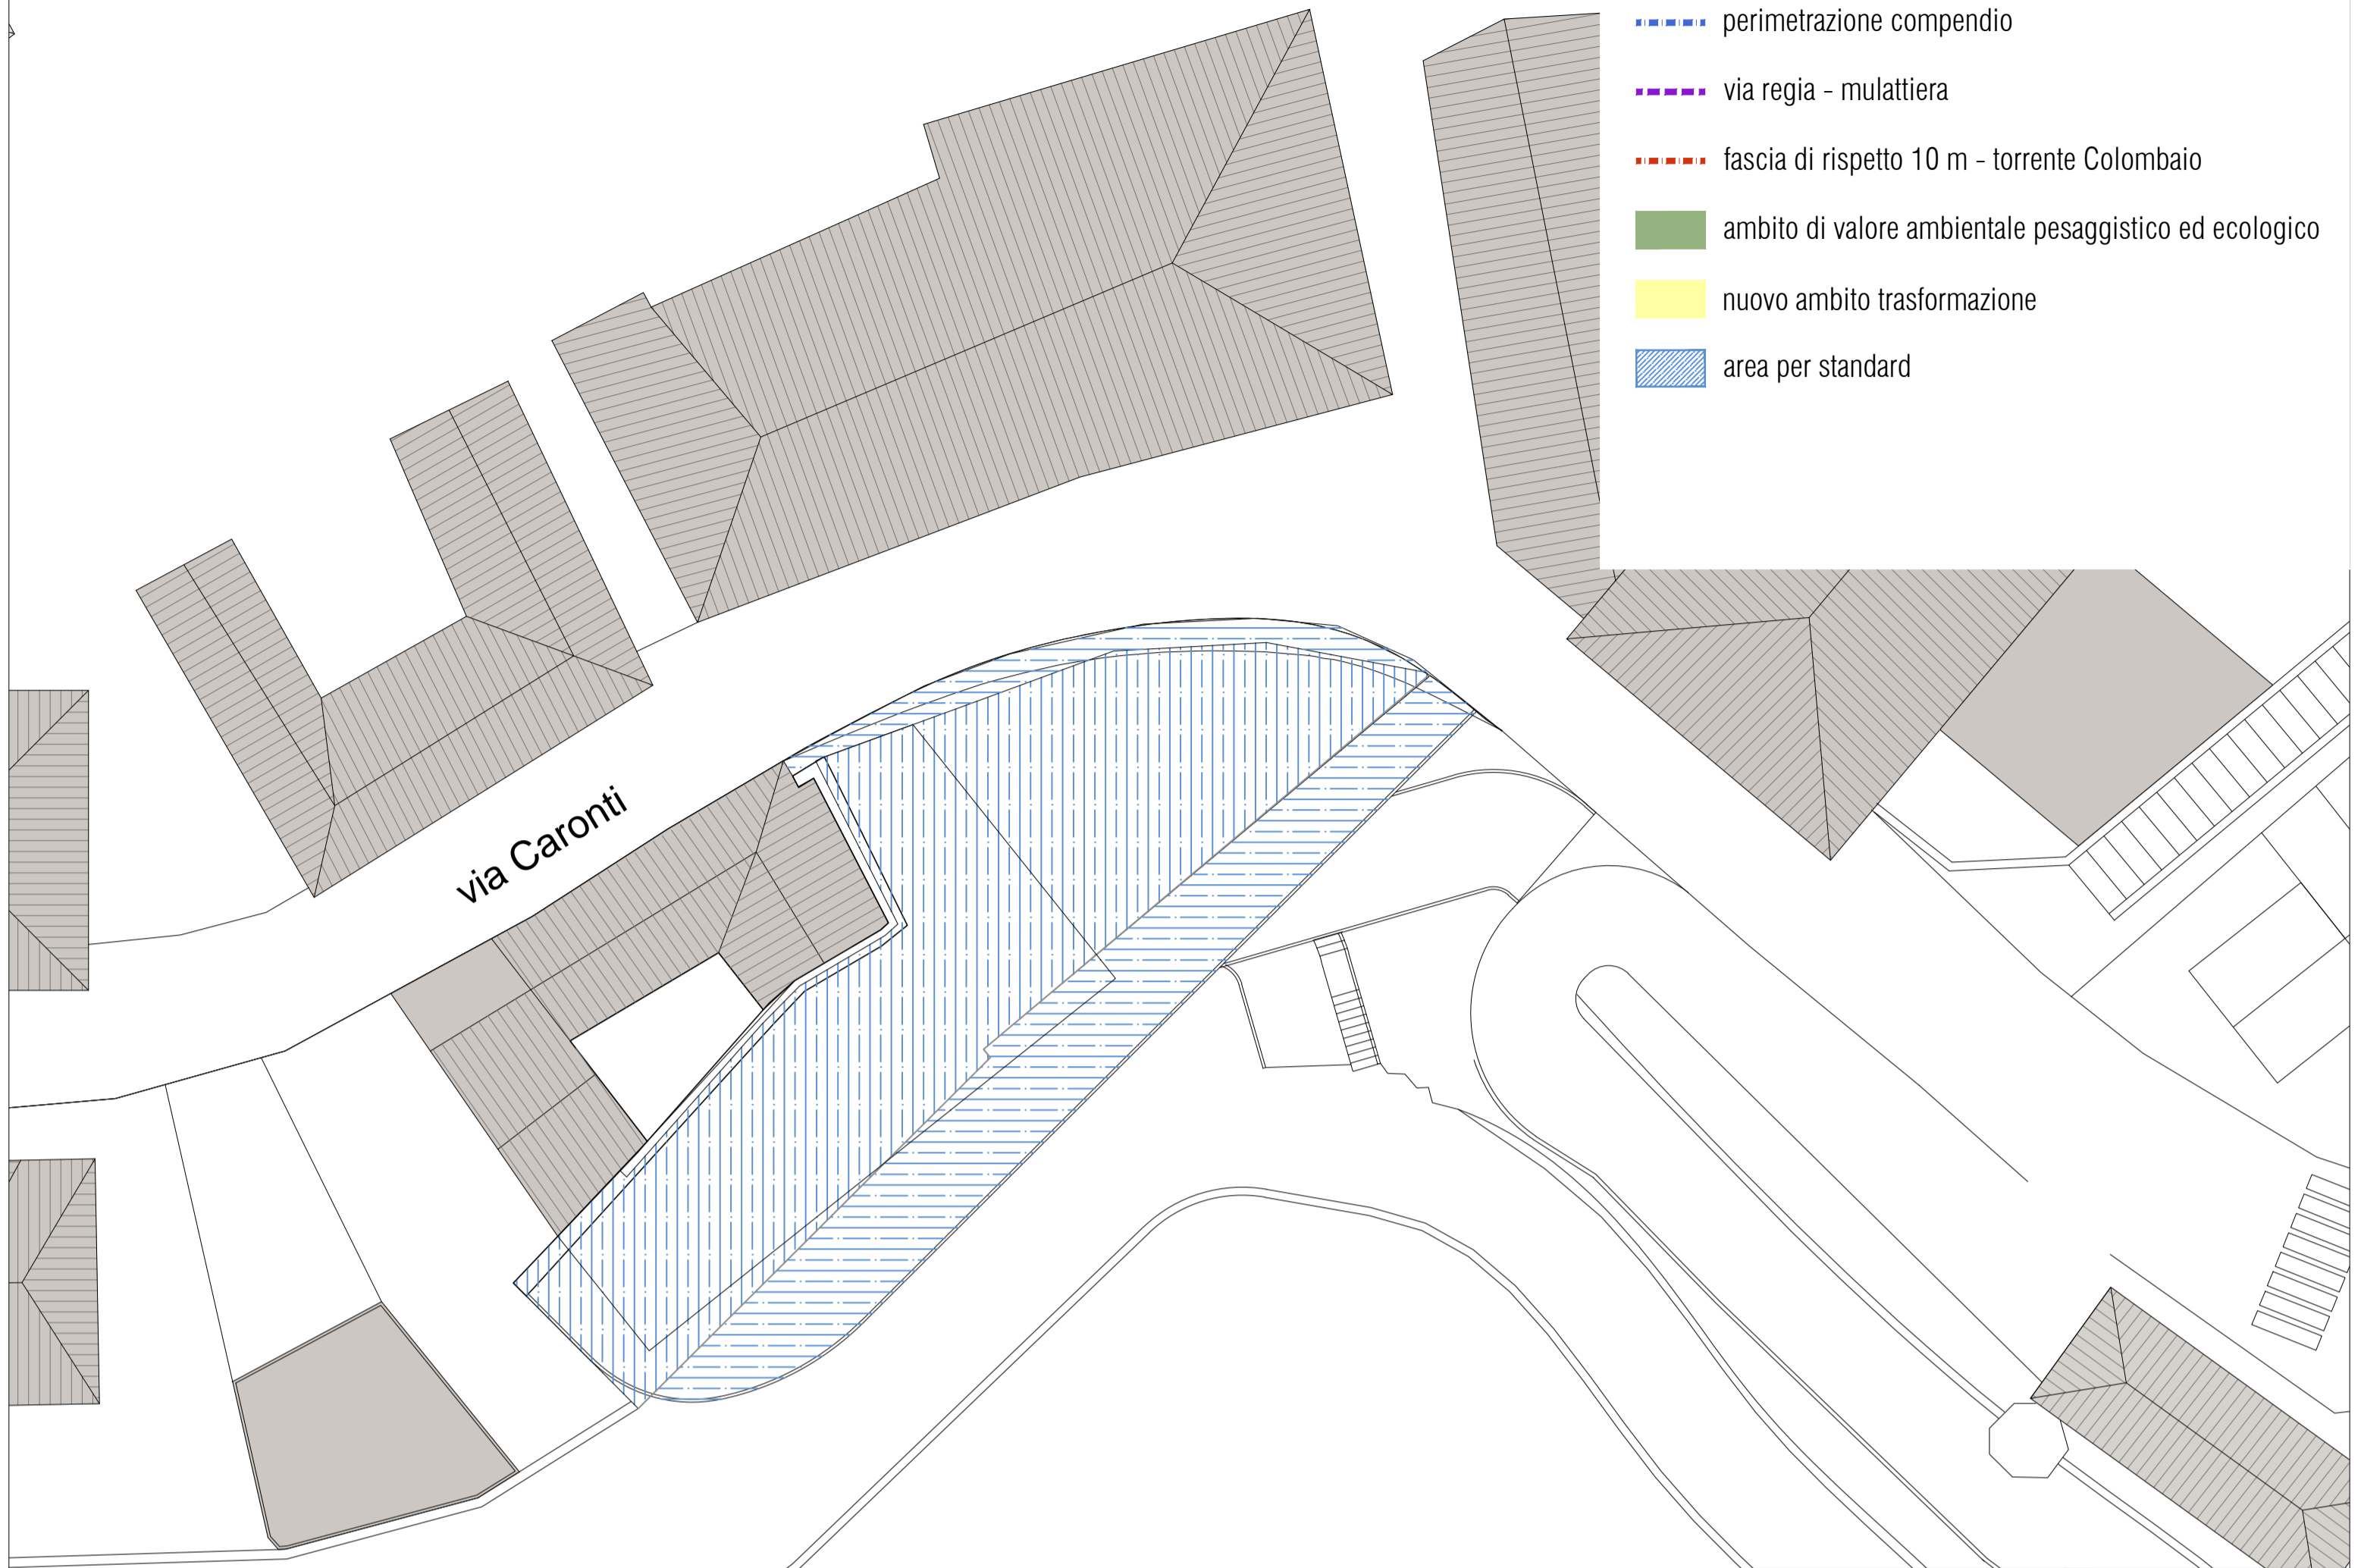 perimetrazione compendio
via regia - mulattiera
fascia di rispetto 10 m - torrente Colombaio
ambito di valore ambientale pesaggistico ed ecologico
nuovo ambito trasformazione
area per standard
via Caronti